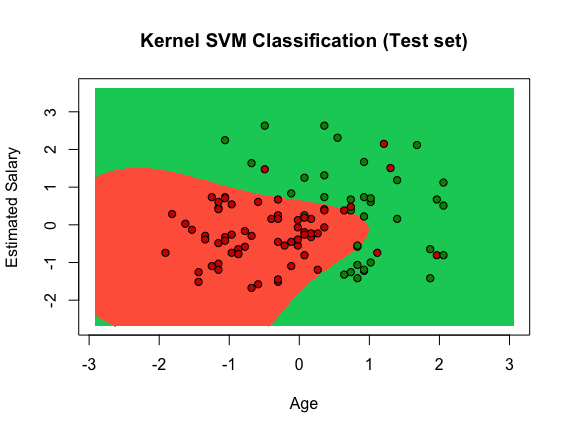 Kernel SVM Classification (Test set)
Estimated Salary
3
2
1
0
-1
-2
-3 -2 -1 0 1 2 3
Age